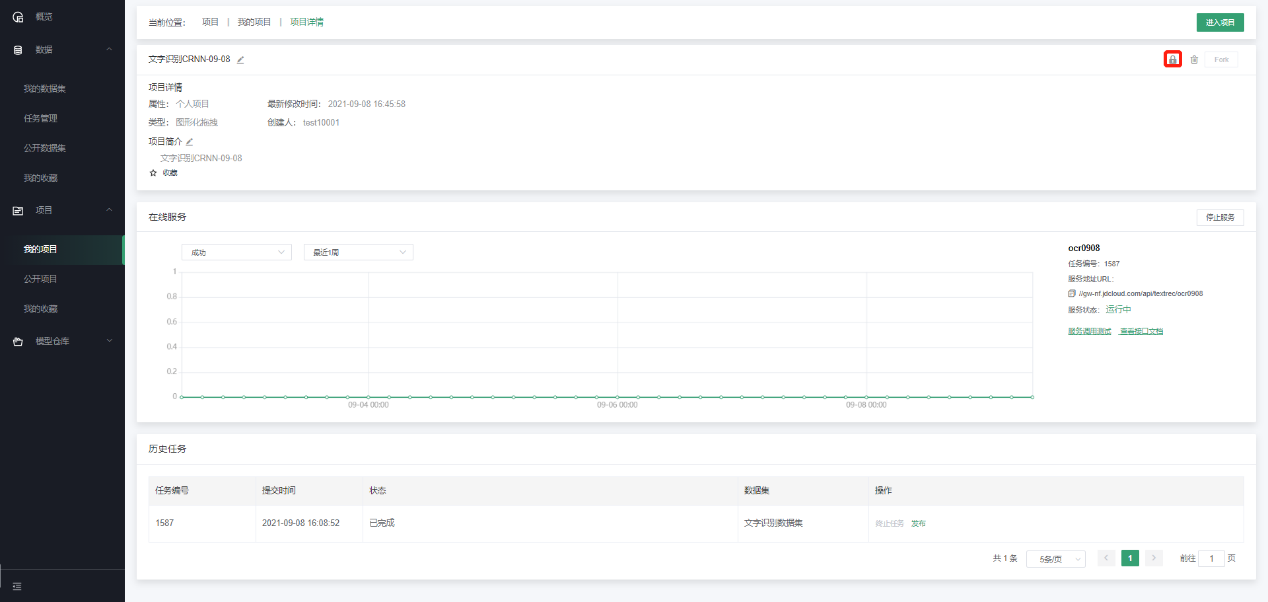 概览
数据
我的数据集
任务管理
公开数据集
我的收藏
项目
我的项目
公开项目
我的收藏
模型仓库
当前位置: 项目 | 我的项目 | 项目详情
进入项目
文字识别CRNN-09-08
Fork
项目详情
属性: 个人项目 最新修改时间: 2021-09-08 16:45:58
类型: 图形化拖拽 创建人: test10001
项目简介
文字识别CRNN-09-08
收藏
在线服务
停止服务
成功 最近1周
1
0.8
0.6
0.4
0.2
0
09-04 00:00 09-06 00:00 09-08 00:00
ocr0908
任务编号: 1587
服务地址URL:
//gw-nf.jdcloud.com/api/textrec/ocr0908
服务状态: 运行中
服务调用测试 查看接口文档
历史任务
任务编号 提交时间 状态 数据集 操作
1587 2021-09-08 16:08:52 已完成 文字识别数据集 终止任务 发布
共 1 条 5条/页 1 前往 1 页